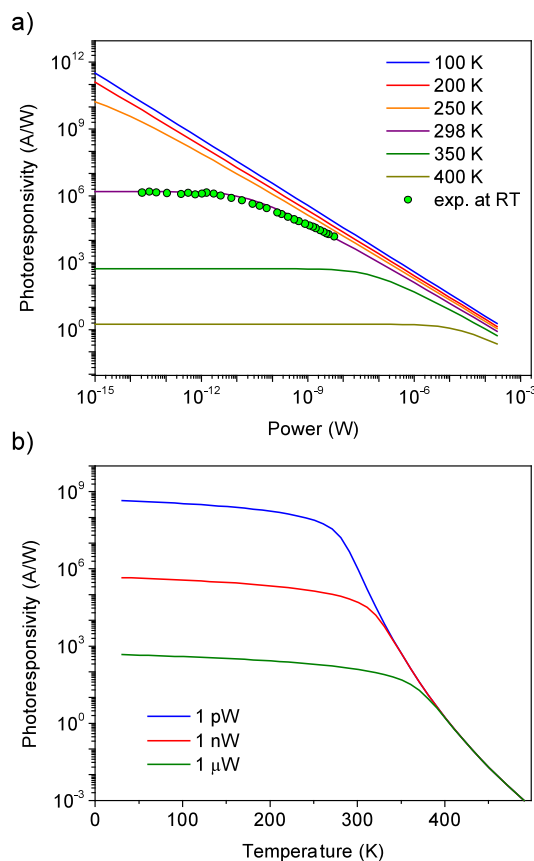 a)
10^12
10^9
10^6
10^3
10^0
Photoresponsivity (A/W)
100 K
200 K
250 K
298 K
350 K
400 K
exp. at RT
10^-15 10^-12 10^-9 10^-6 10^-3
Power (W)
b)
10^9
10^6
10^3
10^0
10^-3
Photoresponsivity (A/W)
1 pW
1 nW
1 μW
0 100 200 300 400
Temperature (K)